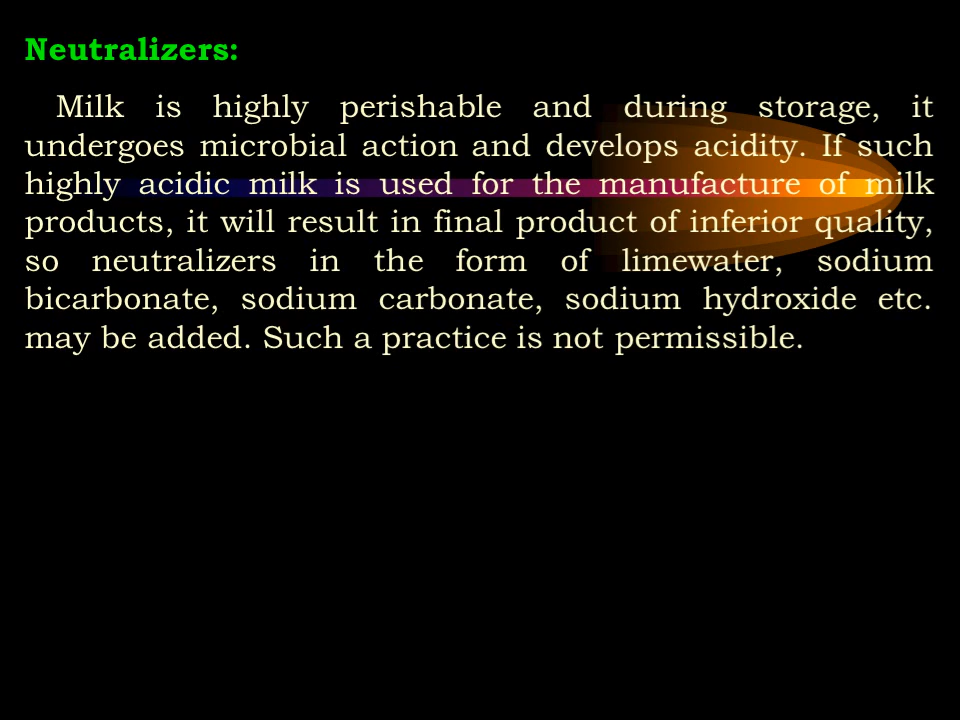 Neutralizers:
Milk is highly perishable and during storage, it
undergoes microbial action and develops acidity. If such
highly acidic milk is used for the manufacture of milk
products, it will result in final product of inferior quality,
so neutralizers in the form of limewater, sodium
bicarbonate, sodium carbonate, sodium hydroxide etc.
may be added. Such a practice is not permissible.